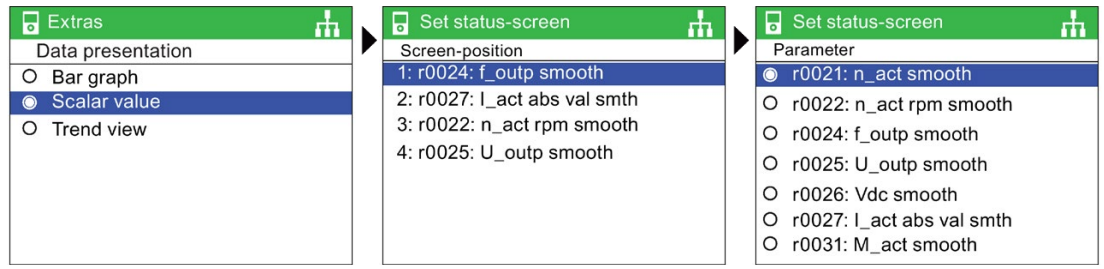 Extras
Data presentation
Bar graph
Scalar value
Trend view
Set status-screen
Screen-position
1: r0024: f_outp smooth
2: r0027: I_act abs val smth
3: r0022: n_act rpm smooth
4: r0025: U_outp smooth
Set status-screen
Parameter
r0021: n_act smooth
r0022: n_act rpm smooth
r0024: f_outp smooth
r0025: U_outp smooth
r0026: Vdc smooth
r0027: I_act abs val smth
r0031: M_act smooth